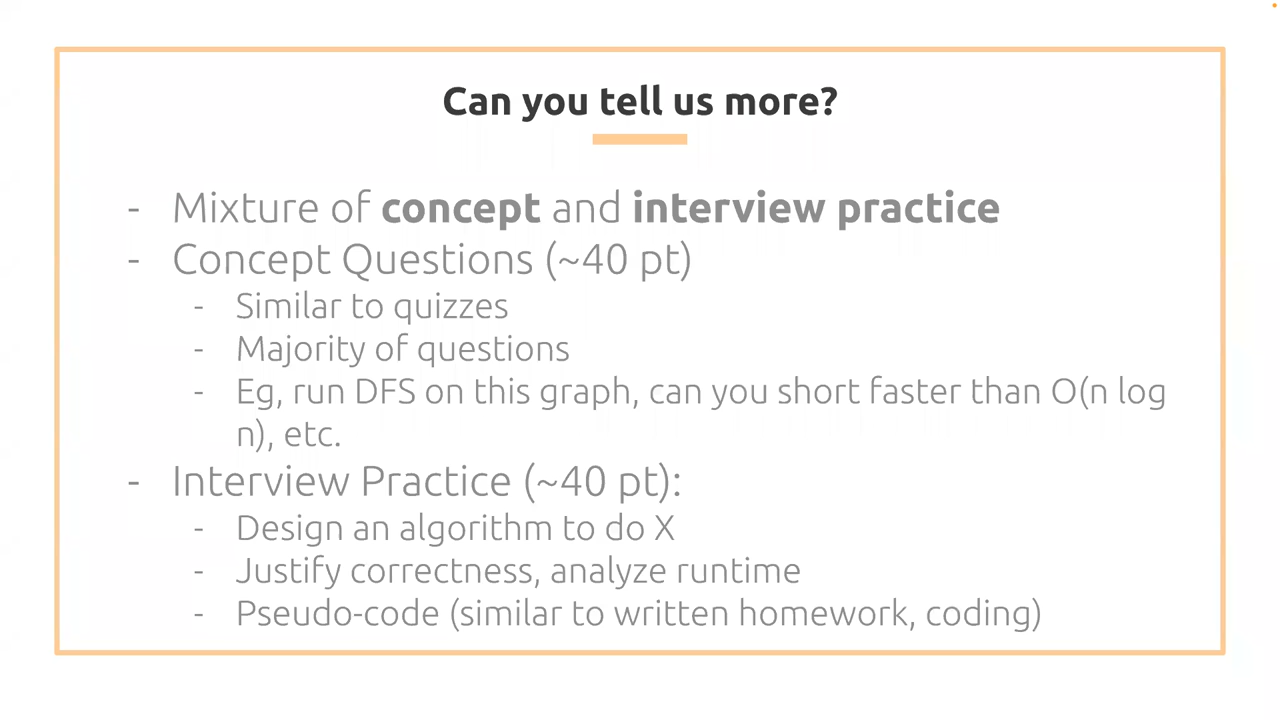 Can you tell us more?
- Mixture of concept and interview practice
- Concept Questions (~40 pt)
- Similar to quizzes
- Majority of questions
- Eg, run DFS on this graph, can you short faster than O(n log
n), etc.
- Interview Practice (~40 pt):
- Design an algorithm to do X
- Justify correctness, analyze runtime
- Pseudo-code (similar to written homework, coding)